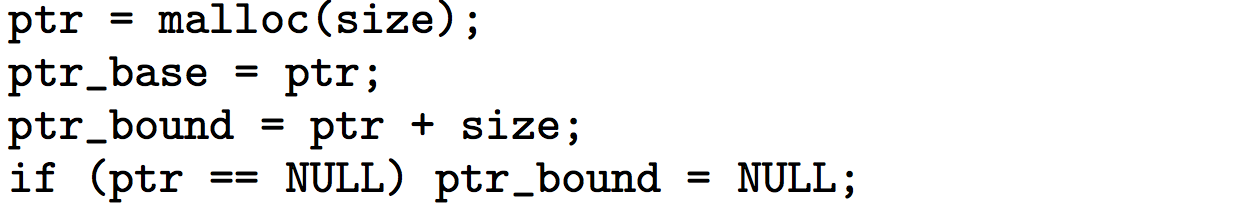 ptr = malloc(size);
ptr_base = ptr;
ptr_bound = ptr + size;
if (ptr == NULL) ptr_bound = NULL;